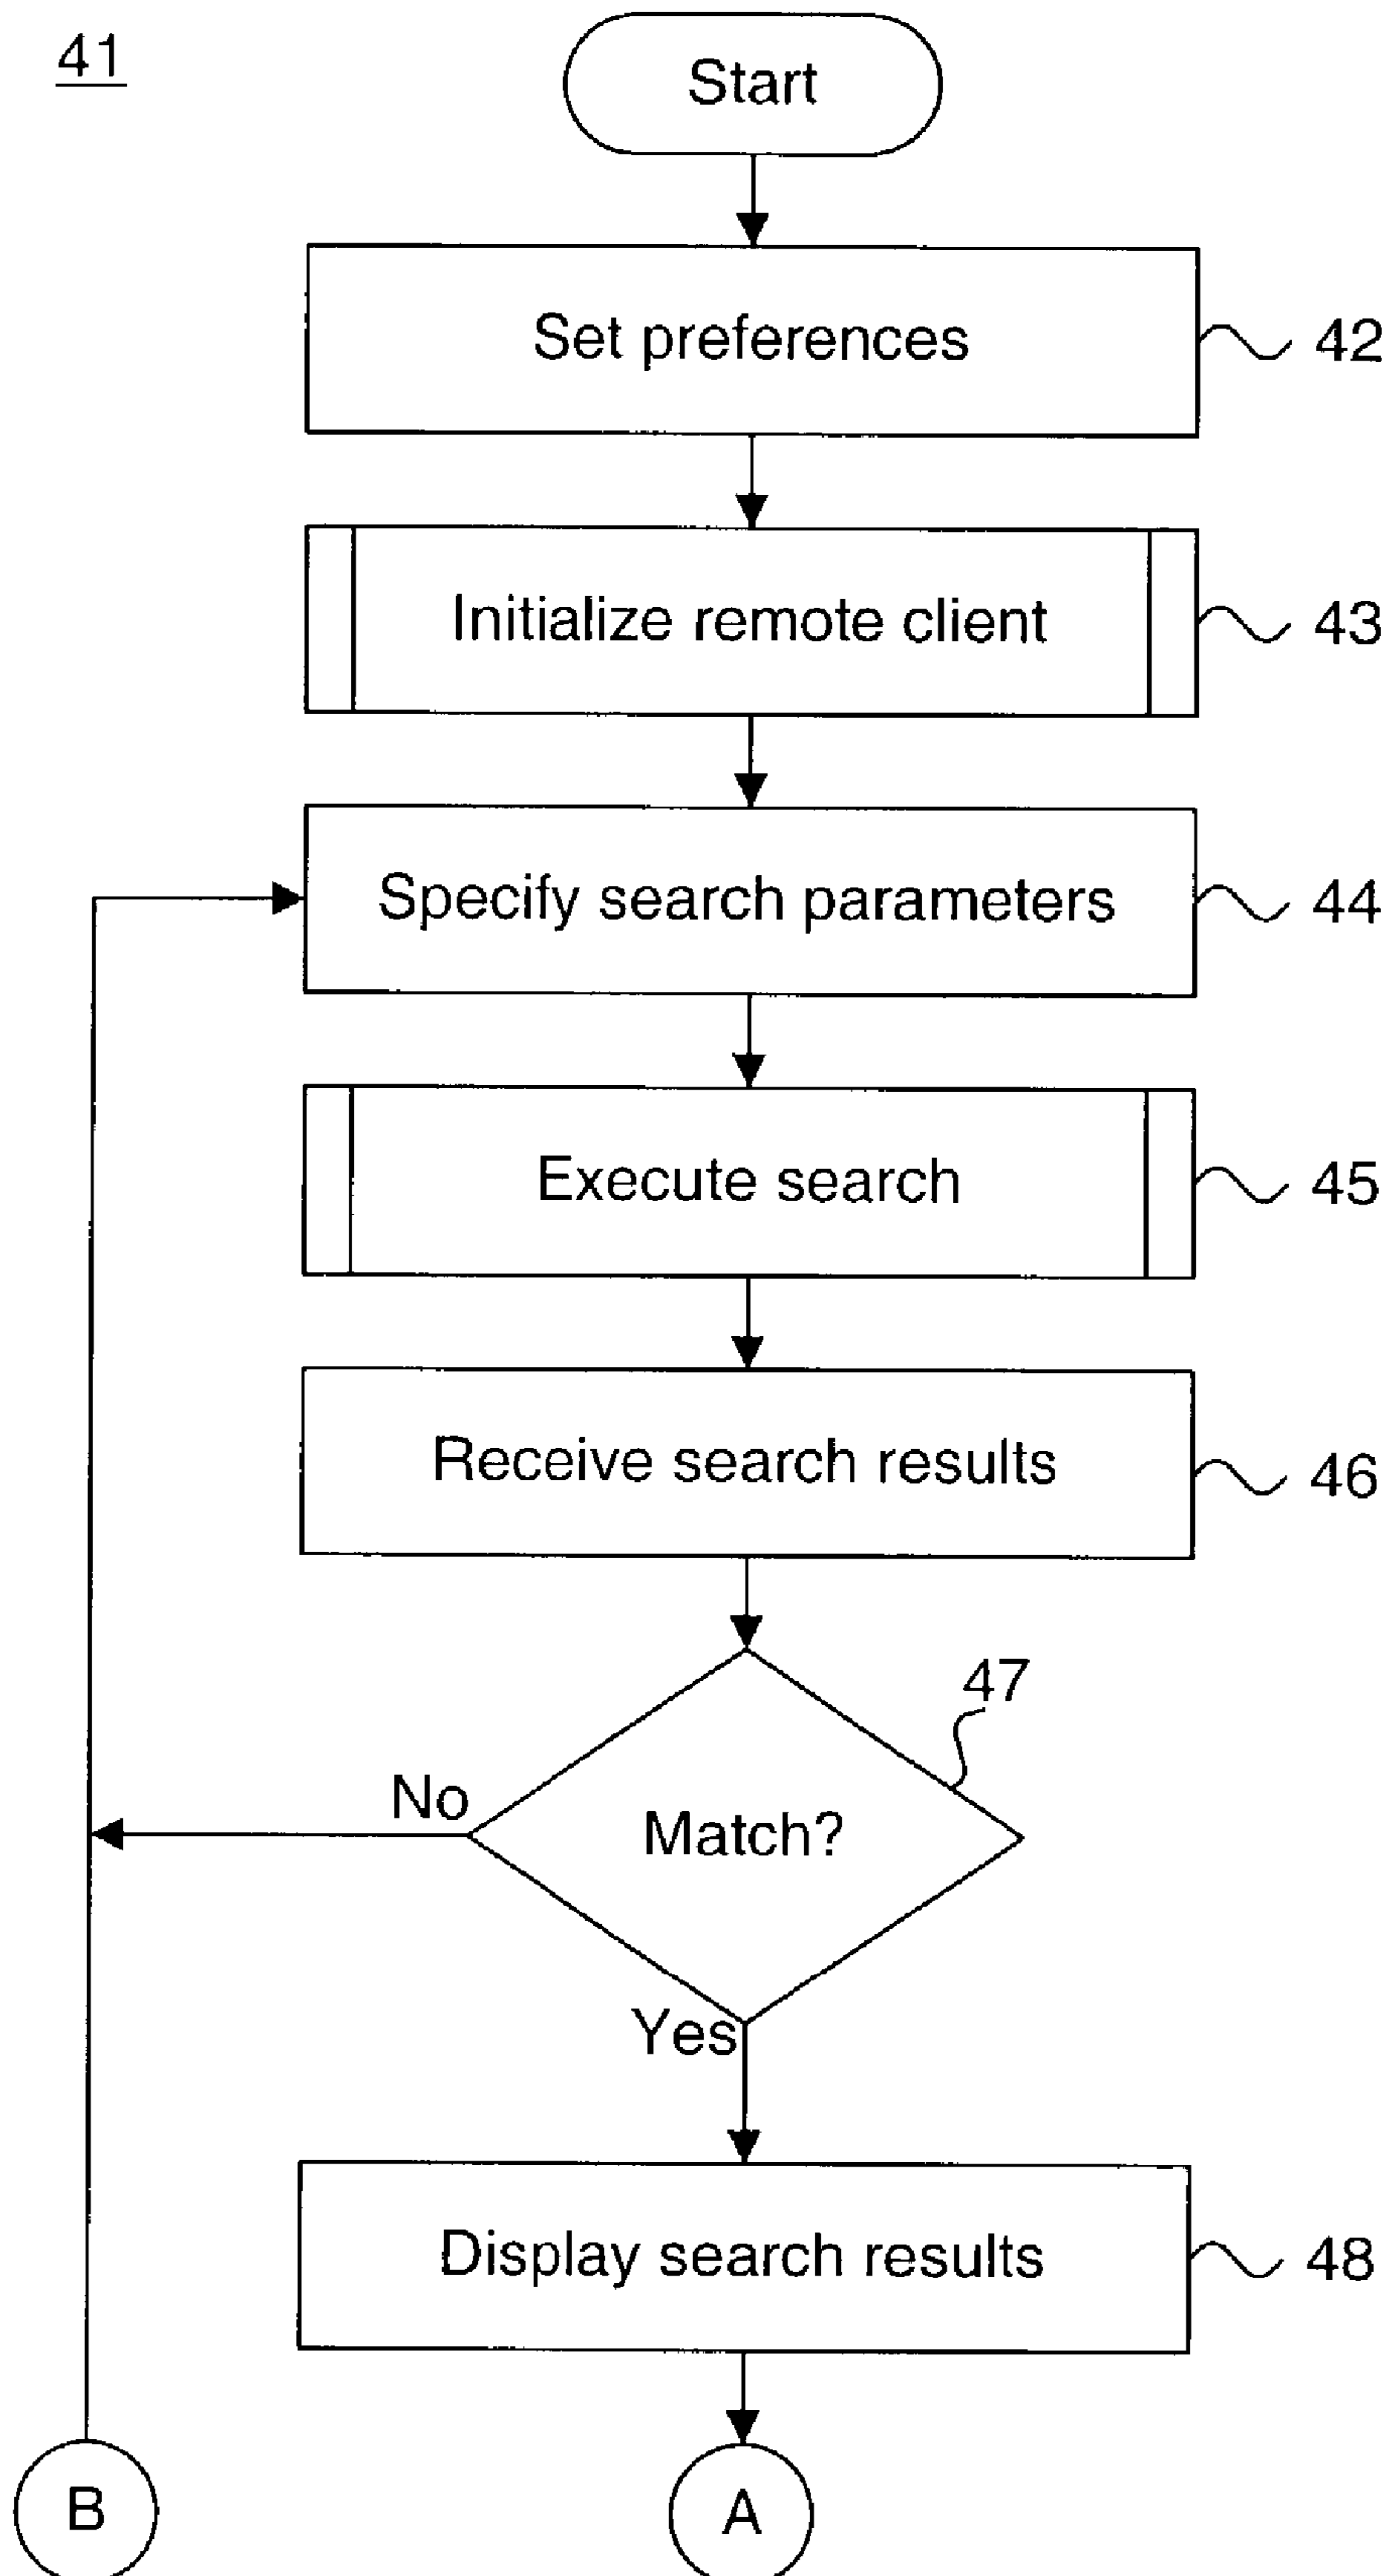 41
Start
Set preferences
42
Initialize remote client
43
Specify search parameters
44
Execute search
45
Receive search results
46
47
No
Match?
Yes
Display search results
48
B
A